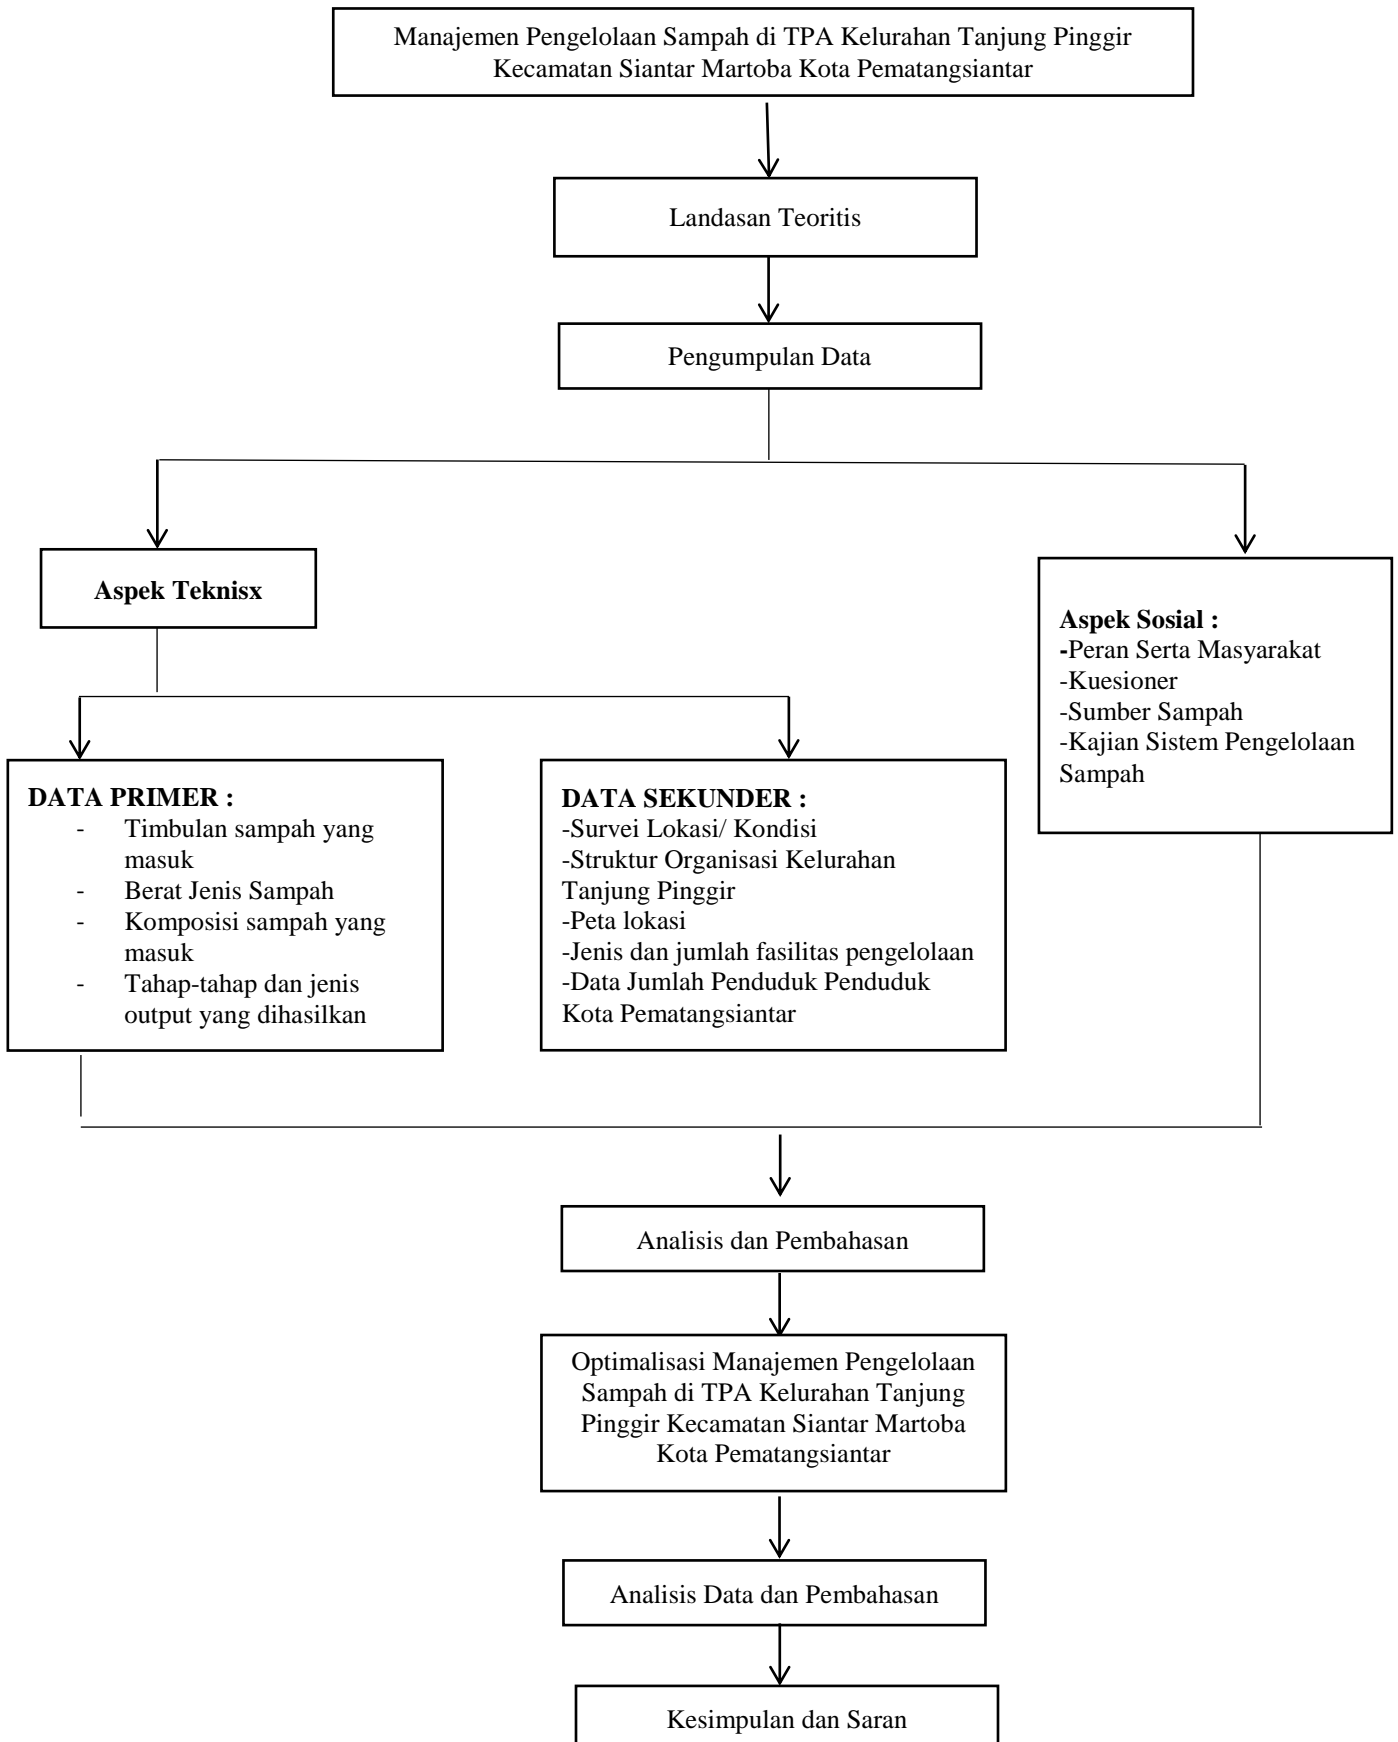 Manajemen Pengelolaan Sampah di TPA Kelurahan Tanjung Pinggir
Kecamatan Siantar Martoba Kota Pematangsiantar
Landasan Teoritis
Pengumpulan Data
Aspek Teknisx
Aspek Sosial :
-Peran Serta Masyarakat
-Kuesioner
-Sumber Sampah
-Kajian Sistem Pengelolaan
Sampah
DATA PRIMER :
- Timbulan sampah yang
masuk
- Berat Jenis Sampah
- Komposisi sampah yang
masuk
- Tahap-tahap dan jenis
output yang dihasilkan
DATA SEKUNDER :
-Survei Lokasi/ Kondisi
-Struktur Organisasi Kelurahan
Tanjung Pinggir
-Peta lokasi
-Jenis dan jumlah fasilitas pengelolaan
-Data Jumlah Penduduk Penduduk
Kota Pematangsiantar
Analisis dan Pembahasan
Optimalisasi Manajemen Pengelolaan
Sampah di TPA Kelurahan Tanjung
Pinggir Kecamatan Siantar Martoba
Kota Pematangsiantar
Analisis Data dan Pembahasan
Kesimpulan dan Saran